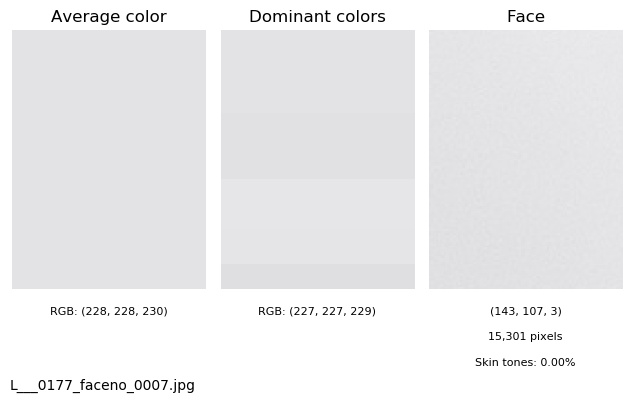 Average color
Dominant colors
Face
RGB: (228, 228, 230)
RGB: (227, 227, 229)
(143, 107, 3)
15,301 pixels
Skin tones: 0.00%
L___0177_faceno_0007.jpg